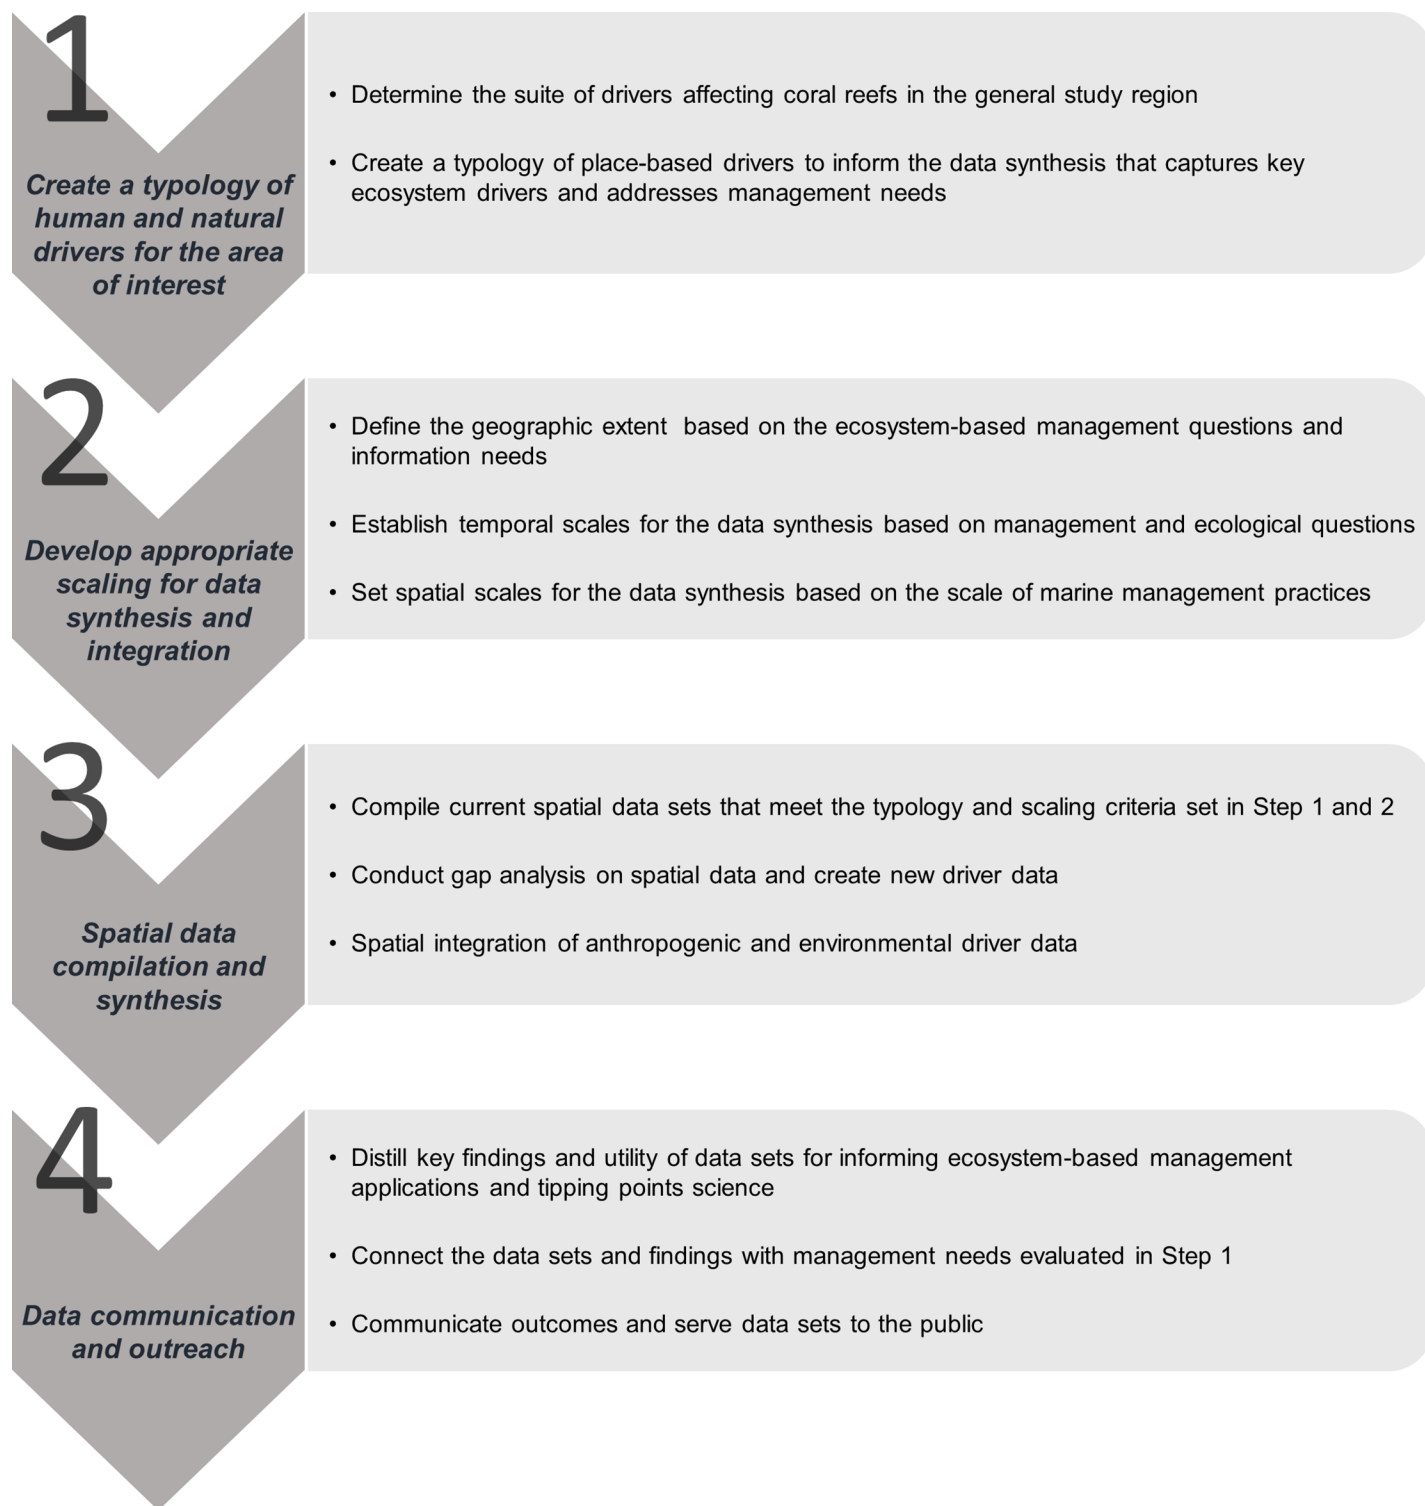 1
Create a typology of
human and natural
drivers for the area
of interest
• Determine the suite of drivers affecting coral reefs in the general study region
• Create a typology of place-based drivers to inform the data synthesis that captures key
ecosystem drivers and addresses management needs
2
Develop appropriate
scaling for data
synthesis and
integration
• Define the geographic extent based on the ecosystem-based management questions and
information needs
• Establish temporal scales for the data synthesis based on management and ecological questions
• Set spatial scales for the data synthesis based on the scale of marine management practices
3
Spatial data
compilation and
synthesis
• Compile current spatial data sets that meet the typology and scaling criteria set in Step 1 and 2
• Conduct gap analysis on spatial data and create new driver data
• Spatial integration of anthropogenic and environmental driver data
4
Data communication
and outreach
• Distill key findings and utility of data sets for informing ecosystem-based management
applications and tipping points science
• Connect the data sets and findings with management needs evaluated in Step 1
• Communicate outcomes and serve data sets to the public